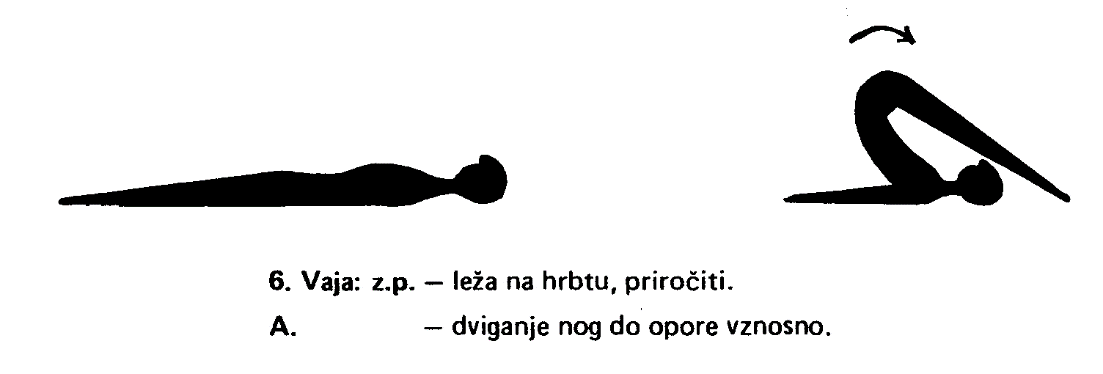 6. Vaja: z.p. — leža na hrbtu, priročiti.
A. — dviganje nog do opore vznosno.